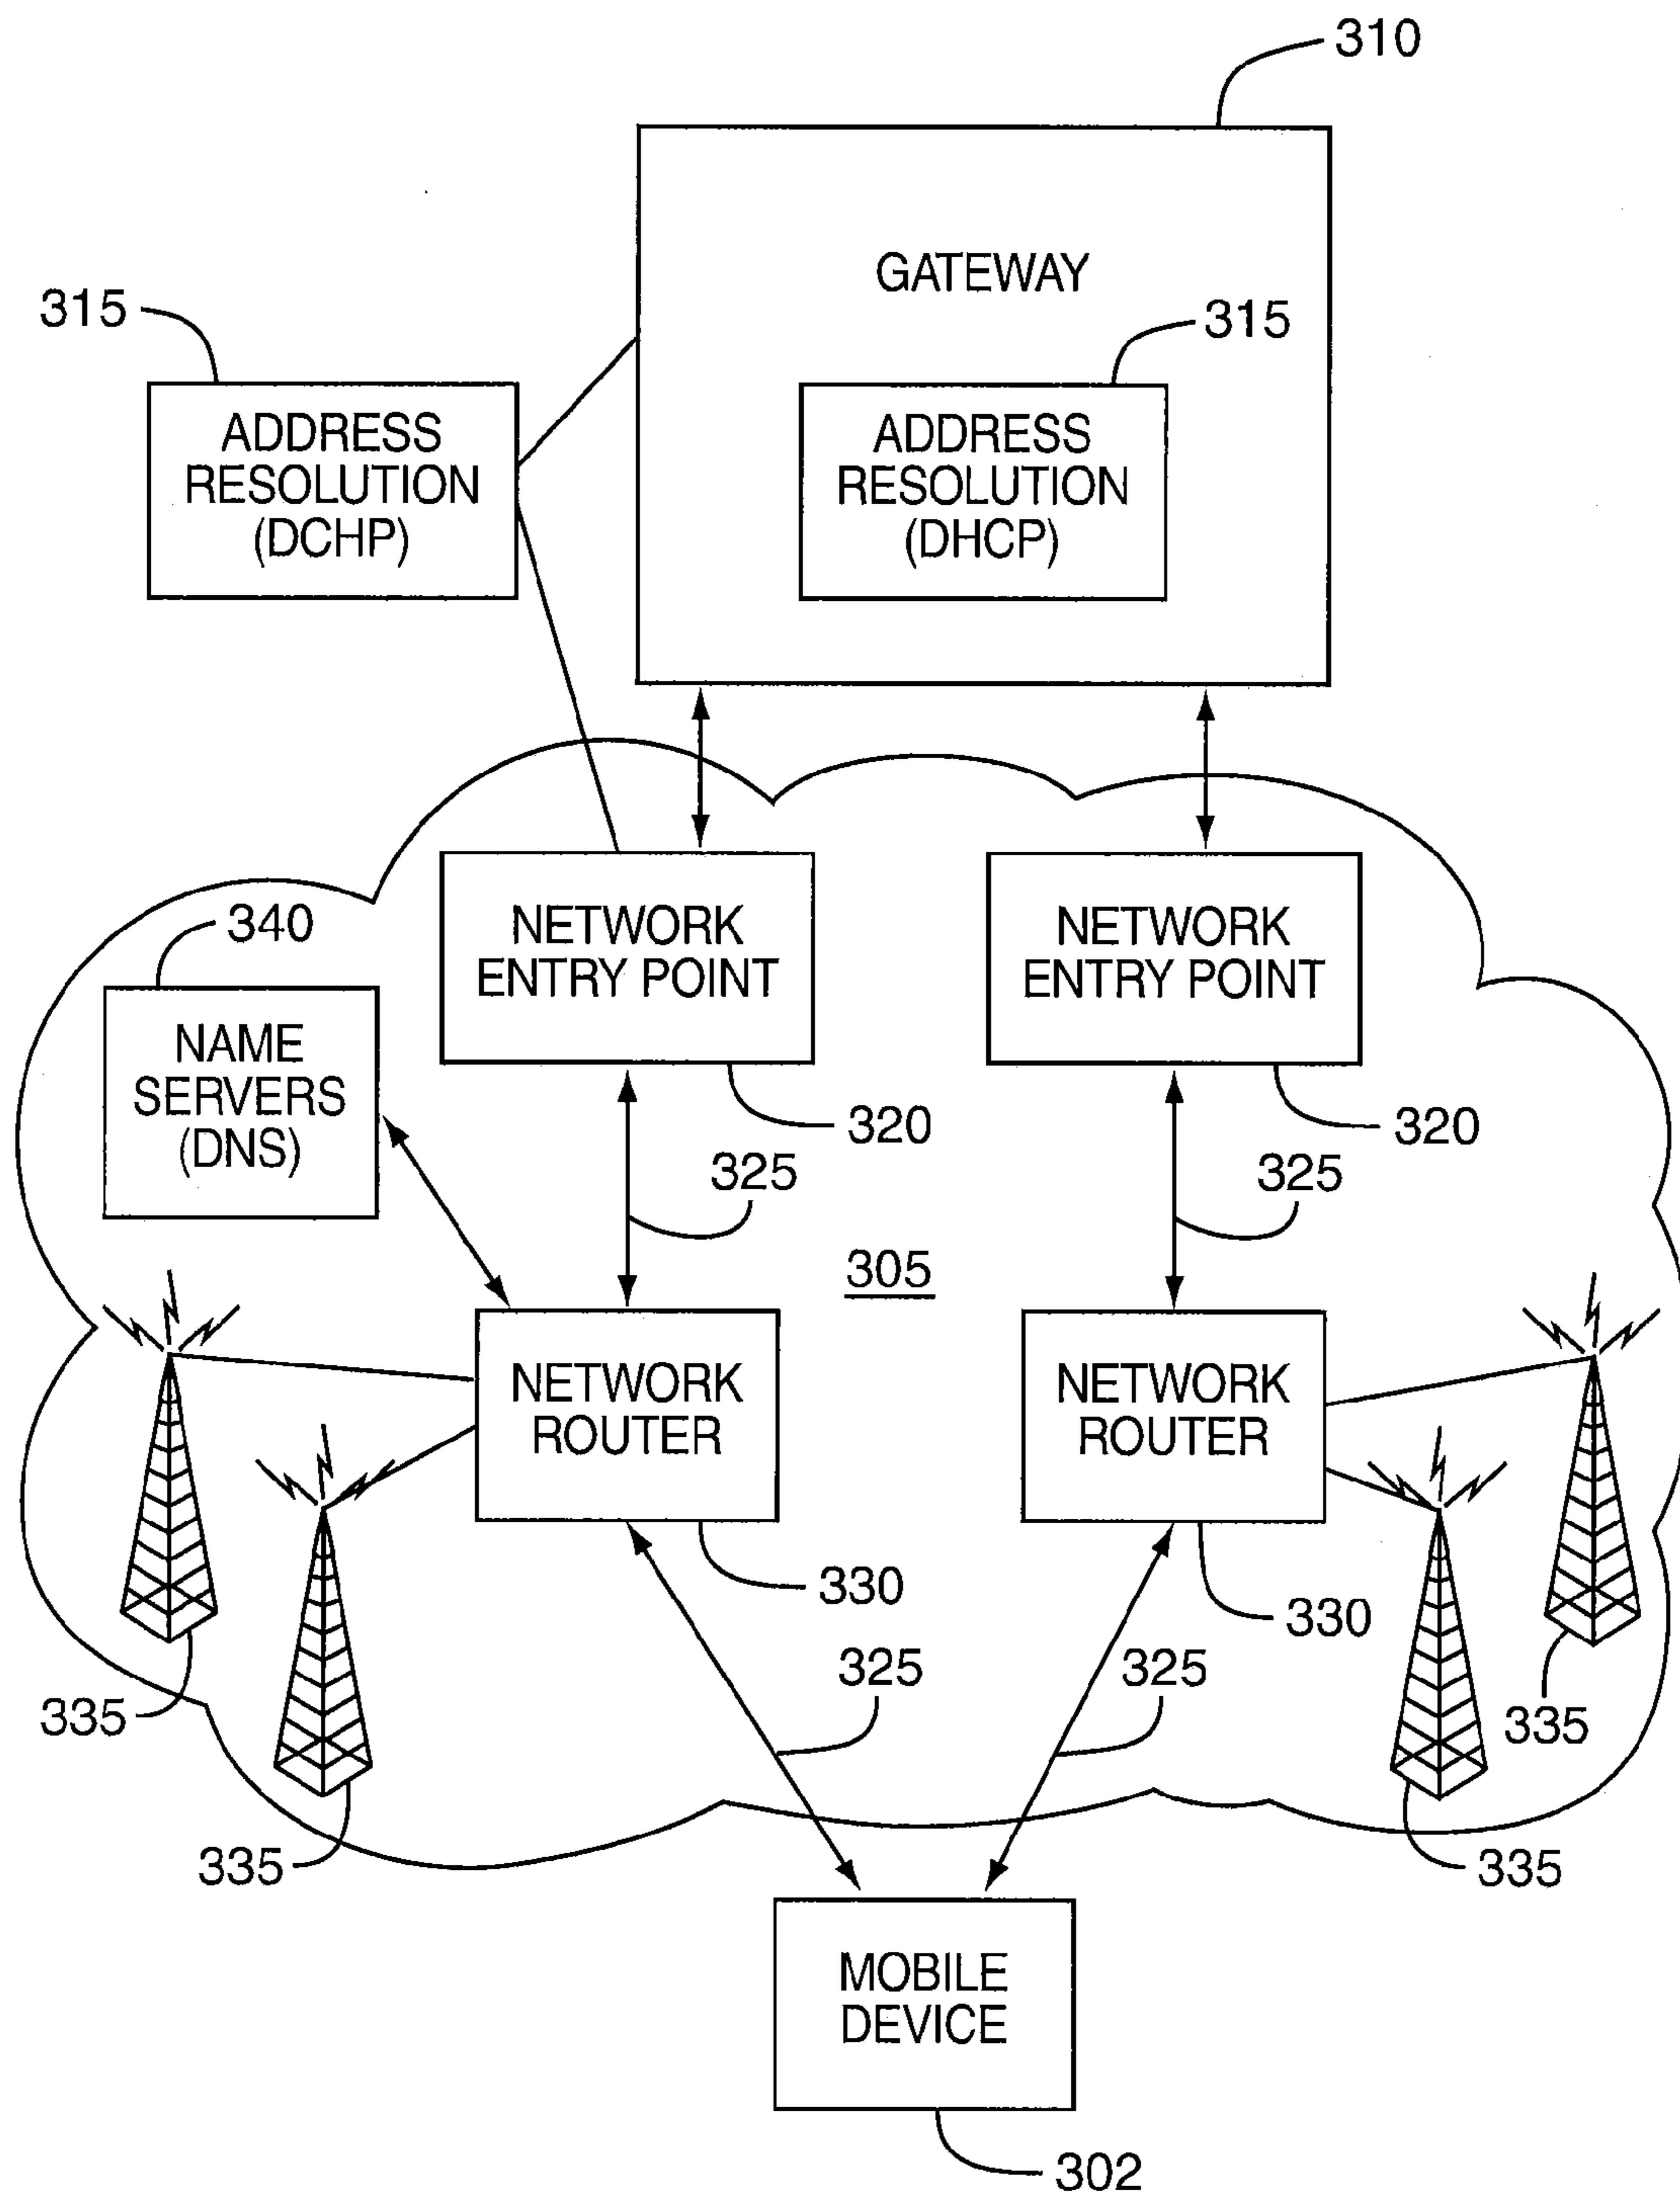 310
GATEWAY
315
315
ADDRESS
RESOLUTION
(DCHP)
ADDRESS
RESOLUTION
(DHCP)
340
NETWORK
ENTRY POINT
NETWORK
ENTRY POINT
NAME
SERVERS
(DNS)
320
320
325
325
305
NETWORK
ROUTER
NETWORK
ROUTER
330
330
325
325
335
335
335
335
MOBILE
DEVICE
302